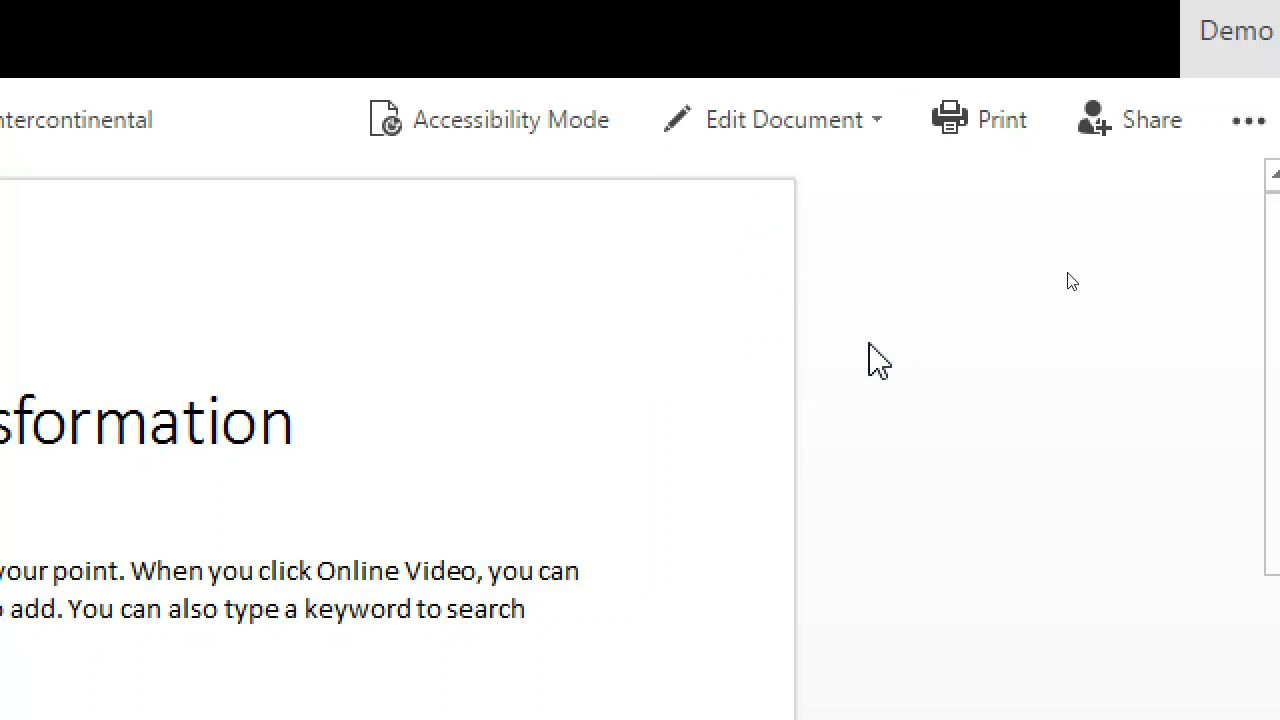 Demo
ntercontinental Accessibility Mode Edit Document Print Share
sformation
your point. When you click Online Video, you can
add. You can also type a keyword to search